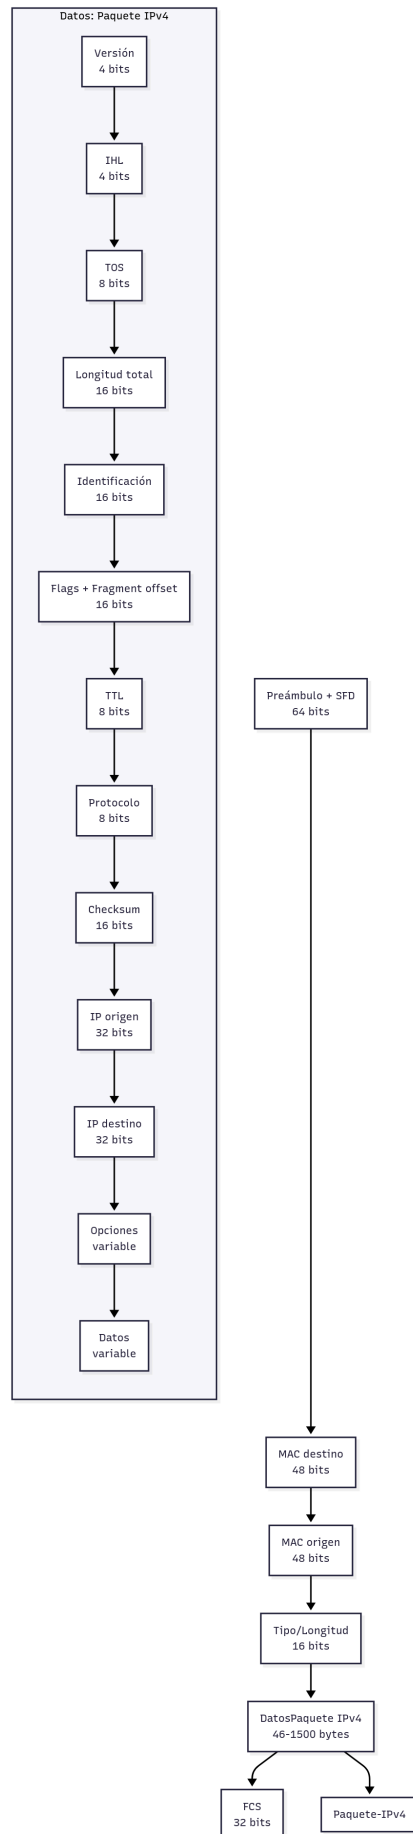 Datos: Paquete IPv4
Versión
4 bits
IHL
4 bits
TOS
8 bits
Longitud total
16 bits
Identificación
16 bits
Flags + Fragment offset
16 bits
TTL
8 bits
Protocolo
8 bits
Checksum
16 bits
IP origen
32 bits
IP destino
32 bits
Opciones
variable
Datos
variable
Preámbulo + SFD
64 bits
MAC destino
48 bits
MAC origen
48 bits
Tipo/Longitud
16 bits
DatosPaquete IPv4
46-1500 bytes
FCS
32 bits
Paquete-IPv4